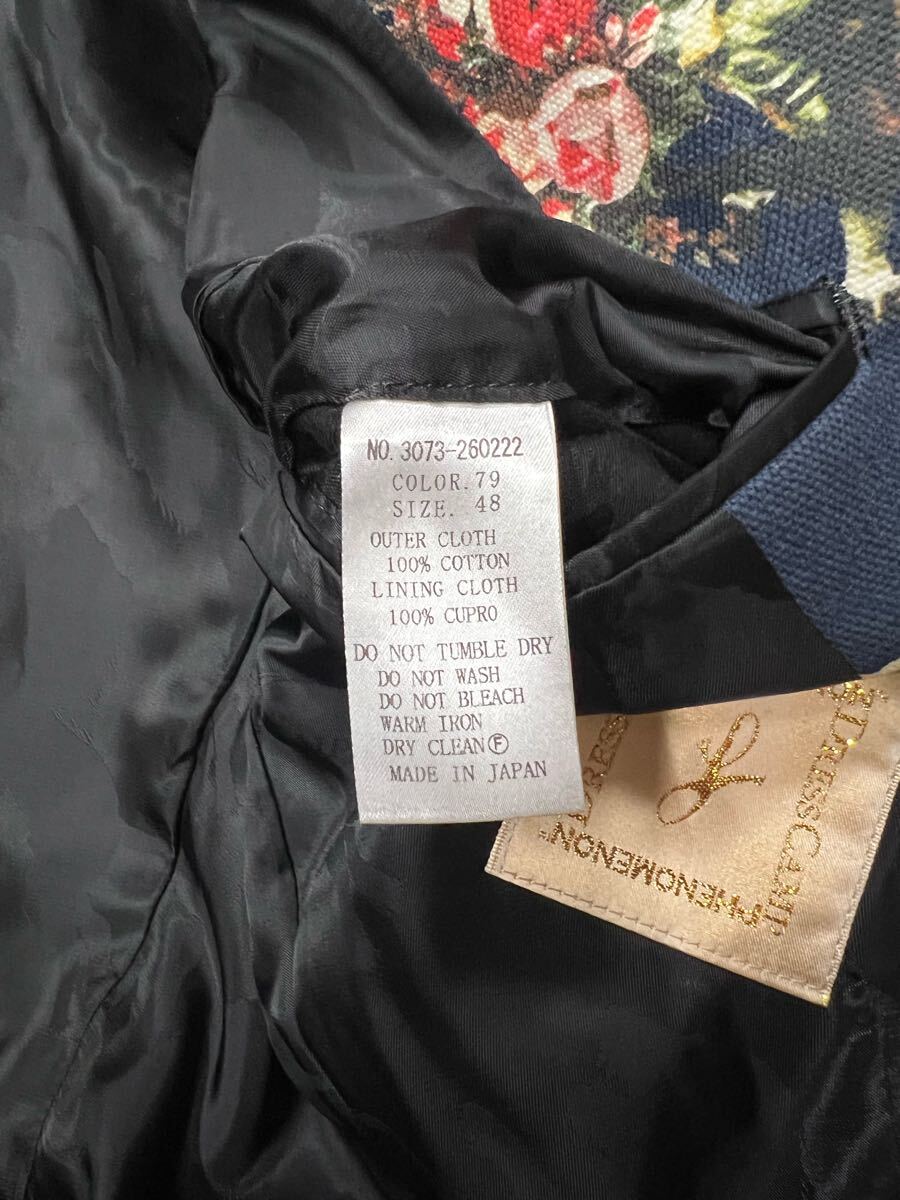 NO. 3073-260222
COLOR. 79
SIZE. 48
OUTER CLOTH
100% COTTON
LINING CLOTH
100% CUPRO
DO NOT TUMBLE DRY
DO NOT WASH
DO NOT BLEACH
WARM IRON
DRY CLEAN Ⓕ
MADE IN JAPAN
PHENOMENON